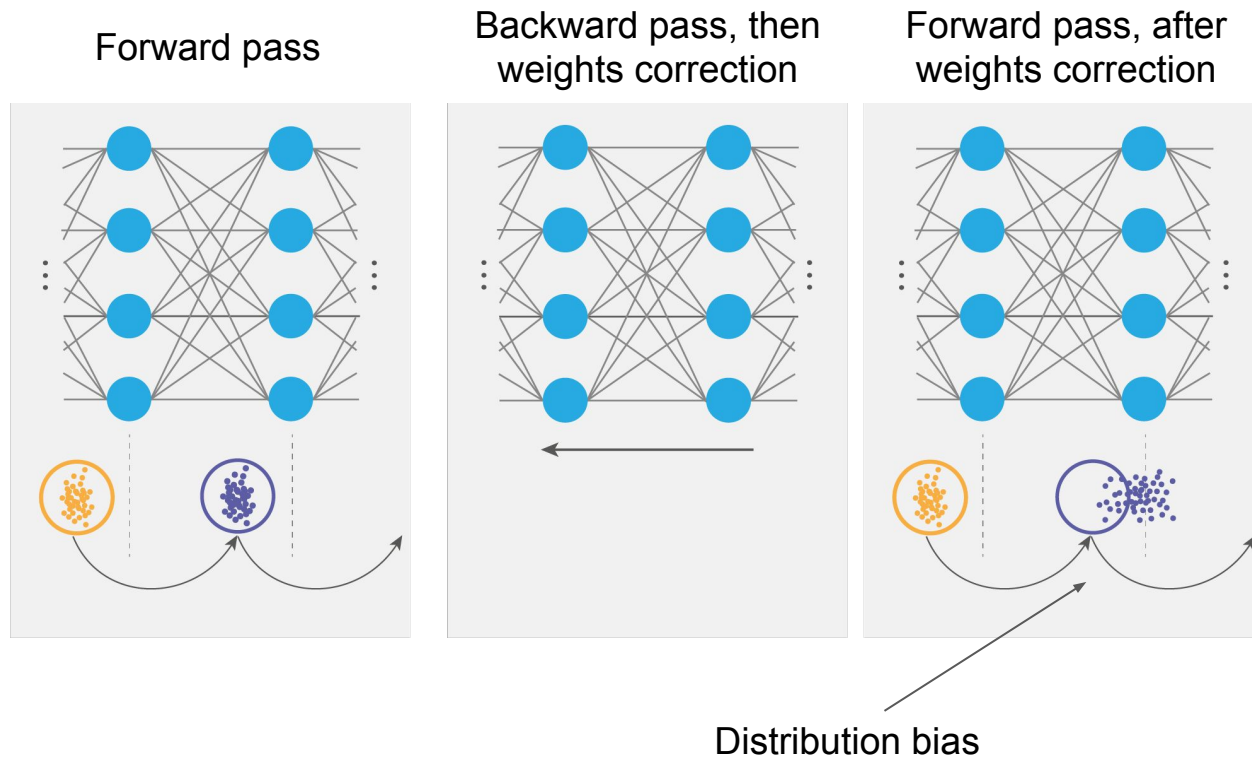 Forward pass
Backward pass, then
weights correction
Forward pass, after
weights correction
Distribution bias